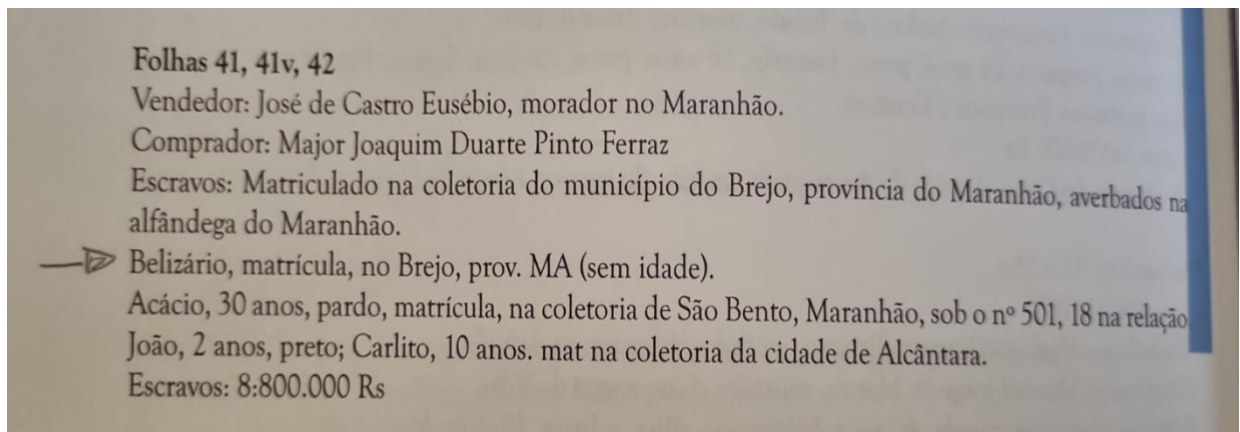 Folhas 41, 41v, 42
Vendedor: José de Castro Eusébio, morador no Maranhão.
Comprador: Major Joaquim Duarte Pinto Ferraz
Escravos: Matriculado na coletoria do município do Brejo, província do Maranhão, averbados na
alfândega do Maranhão.
Belizário, matrícula, no Brejo, prov. MA (sem idade).
Acácio, 30 anos, pardo, matrícula, na coletoria de São Bento, Maranhão, sob o nº 501, 18 na relação
João, 2 anos, preto; Carlito, 10 anos. mat na coletoria da cidade de Alcântara.
Escravos: 8:800.000 Rs